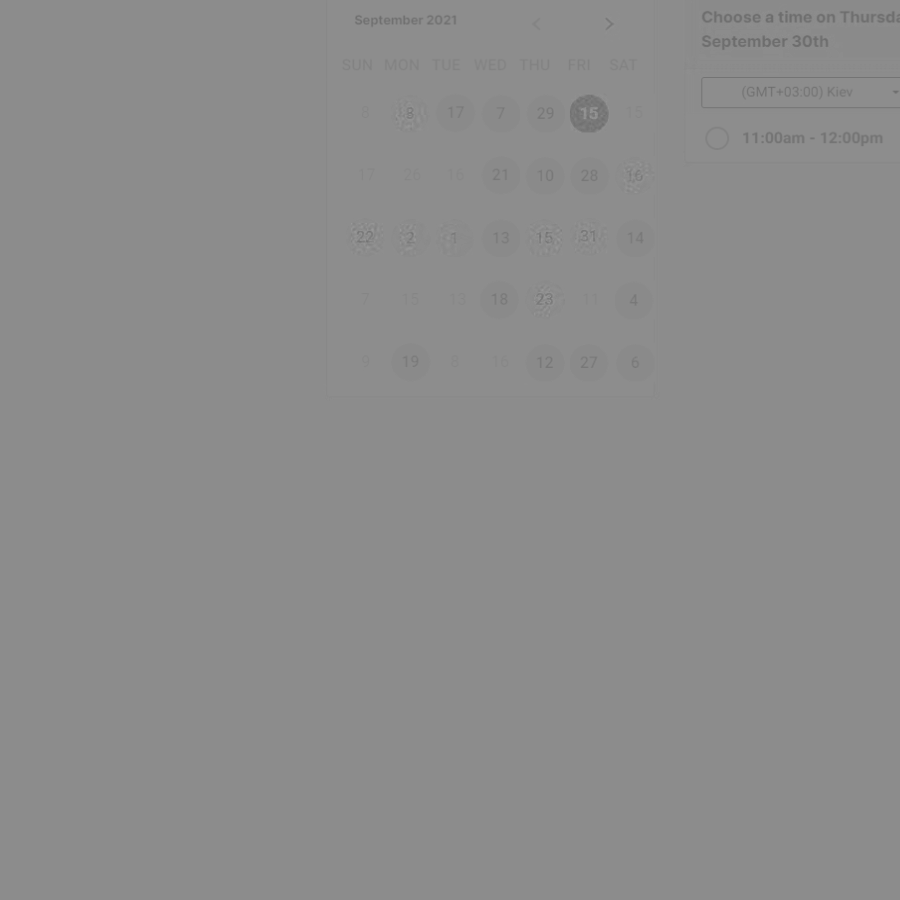 September 2021
Choose a time on Thursda
September 30th
SUN MON TUE WED THU FRI SAT
(GMT+03:00) Kiev
8 8 17 7 29 15 15
11:00am - 12:00pm
17 26 16 21 10 28 16
22 2 1 13 15 31 14
7 15 13 18 23 11 4
9 19 8 16 12 27 6